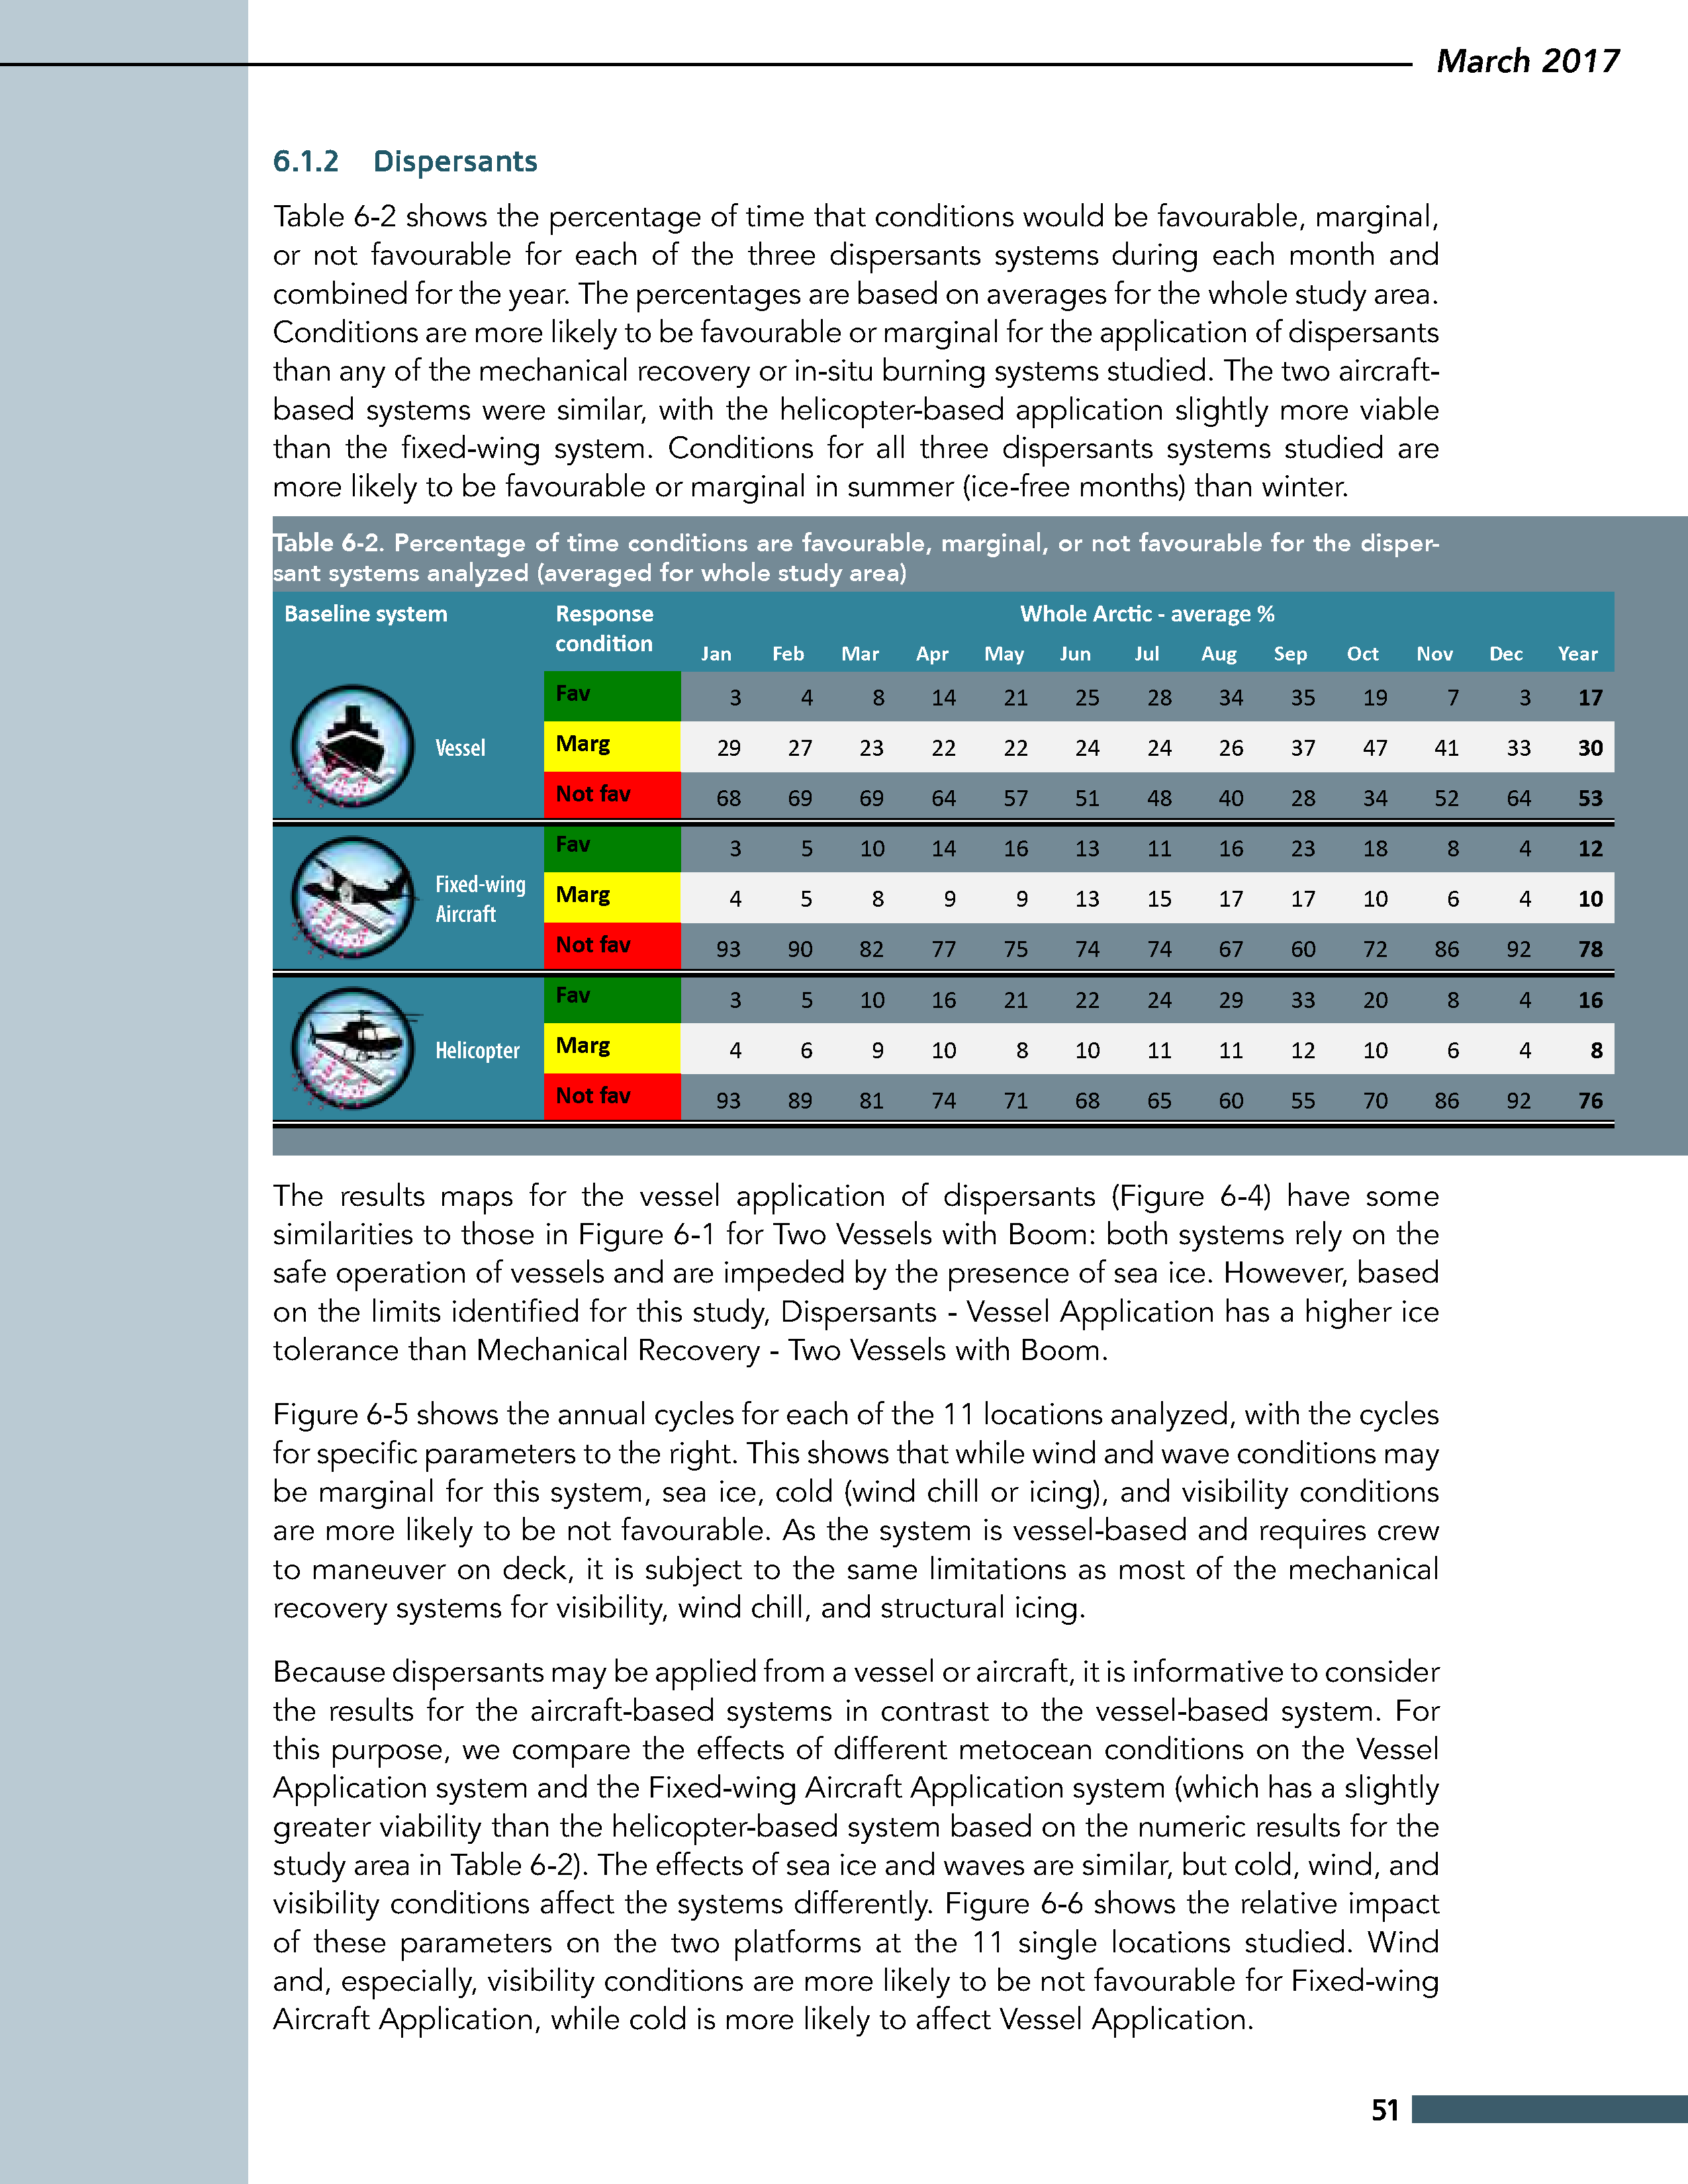 March 2017
6.1.2 Dispersants
Table 6-2 shows the percentage of time that conditions would be favourable, marginal,
or not favourable for each of the three dispersants systems during each month and
combined for the year. The percentages are based on averages for the whole study area.
Conditions are more likely to be favourable or marginal for the application of dispersants
than any of the mechanical recovery or in-situ burning systems studied. The two aircraft-
based systems were similar, with the helicopter-based application slightly more viable
than the fixed-wing system. Conditions for all three dispersants systems studied are
more likely to be favourable or marginal in summer (ice-free months) than winter.
Table 6-2. Percentage of time conditions are favourable, marginal, or not favourable for the disper-
sant systems analyzed (averaged for whole study area)
Baseline system Response condition Whole Arctic - average %
Jan Feb Mar Apr May Jun Jul Aug Sep Oct Nov Dec Year
Vessel
Fav 3 4 8 14 21 25 28 34 35 19 7 3 17
Marg 29 27 23 22 22 24 24 26 37 47 41 33 30
Not fav 68 69 69 64 57 51 48 40 28 34 52 64 53
Fixed-wing
Aircraft
Fav 3 5 10 14 16 13 11 16 23 18 8 4 12
Marg 4 5 8 9 9 13 15 17 17 10 6 4 10
Not fav 93 90 82 77 75 74 74 67 60 72 86 92 78
Helicopter
Fav 3 5 10 16 21 22 24 29 33 20 8 4 16
Marg 4 6 9 10 8 10 11 11 12 10 6 4 8
Not fav 93 89 81 74 71 68 65 60 55 70 86 92 76
The results maps for the vessel application of dispersants (Figure 6-4) have some
similarities to those in Figure 6-1 for Two Vessels with Boom: both systems rely on the
safe operation of vessels and are impeded by the presence of sea ice. However, based
on the limits identified for this study, Dispersants - Vessel Application has a higher ice
tolerance than Mechanical Recovery - Two Vessels with Boom.
Figure 6-5 shows the annual cycles for each of the 11 locations analyzed, with the cycles
for specific parameters to the right. This shows that while wind and wave conditions may
be marginal for this system, sea ice, cold (wind chill or icing), and visibility conditions
are more likely to be not favourable. As the system is vessel-based and requires crew
to maneuver on deck, it is subject to the same limitations as most of the mechanical
recovery systems for visibility, wind chill, and structural icing.
Because dispersants may be applied from a vessel or aircraft, it is informative to consider
the results for the aircraft-based systems in contrast to the vessel-based system. For
this purpose, we compare the effects of different metocean conditions on the Vessel
Application system and the Fixed-wing Aircraft Application system (which has a slightly
greater viability than the helicopter-based system based on the numeric results for the
study area in Table 6-2). The effects of sea ice and waves are similar, but cold, wind, and
visibility conditions affect the systems differently. Figure 6-6 shows the relative impact
of these parameters on the two platforms at the 11 single locations studied. Wind
and, especially, visibility conditions are more likely to be not favourable for Fixed-wing
Aircraft Application, while cold is more likely to affect Vessel Application.
51